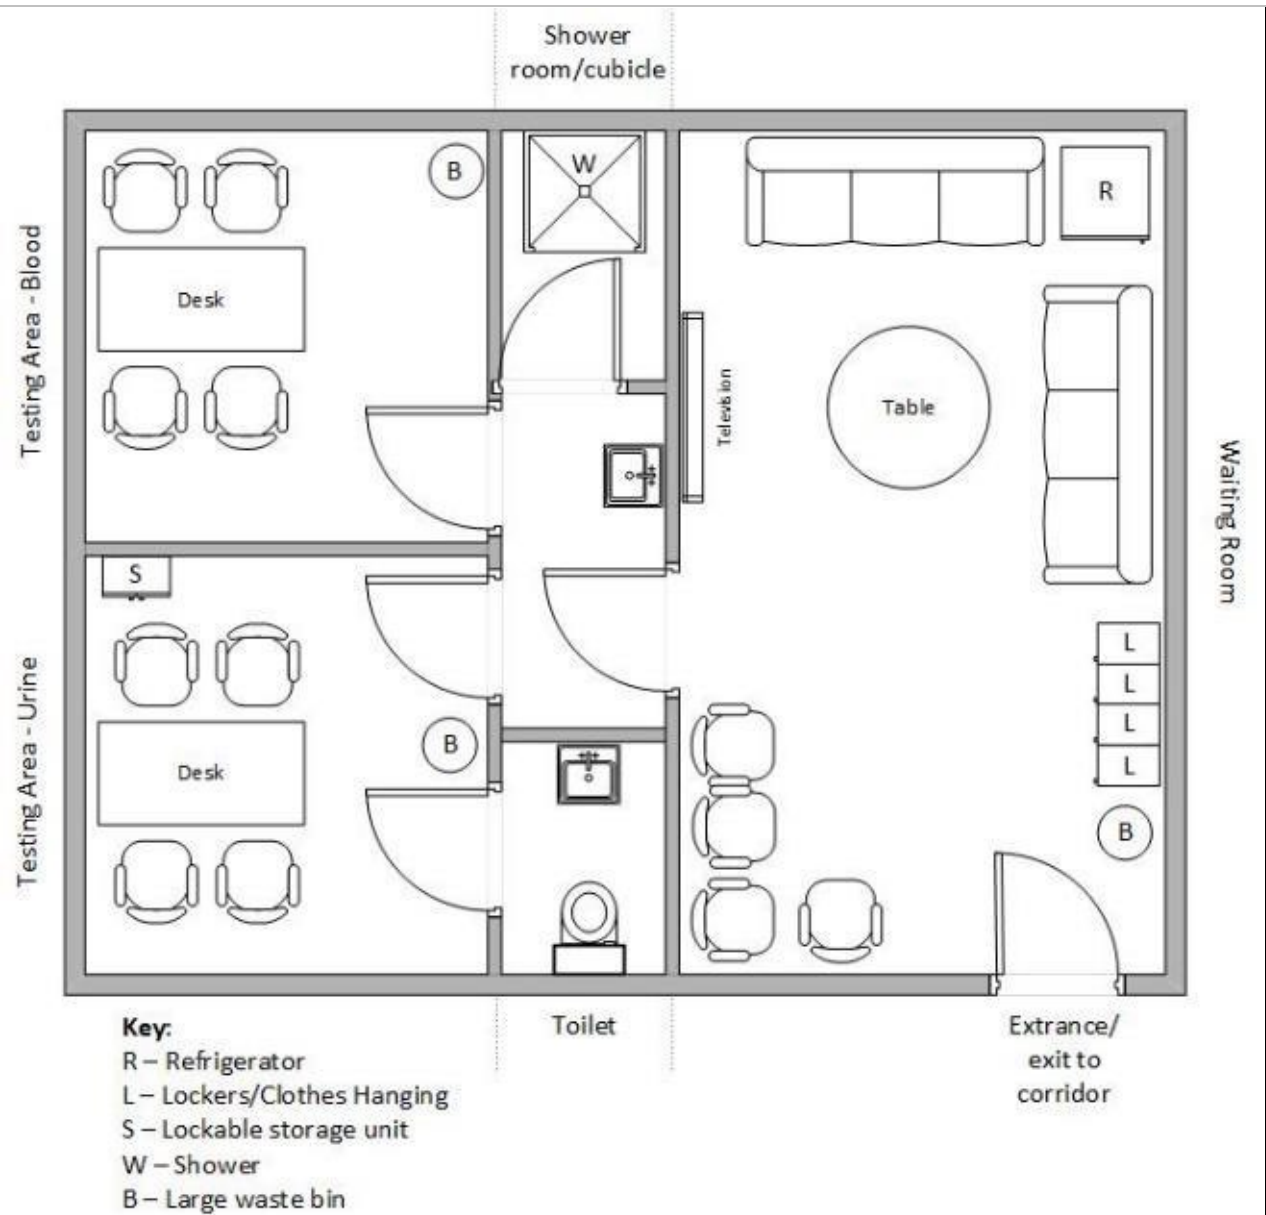 Shower
room/cubicle
W
B
R
Testing Area - Blood
Desk
Television
Table
Waiting Room
S
L
L
L
L
Testing Area - Urine
Desk
B
B
Key:
R – Refrigerator
L – Lockers/Clothes Hanging
S – Lockable storage unit
W – Shower
B – Large waste bin
Toilet
Extrance/
exit to
corridor